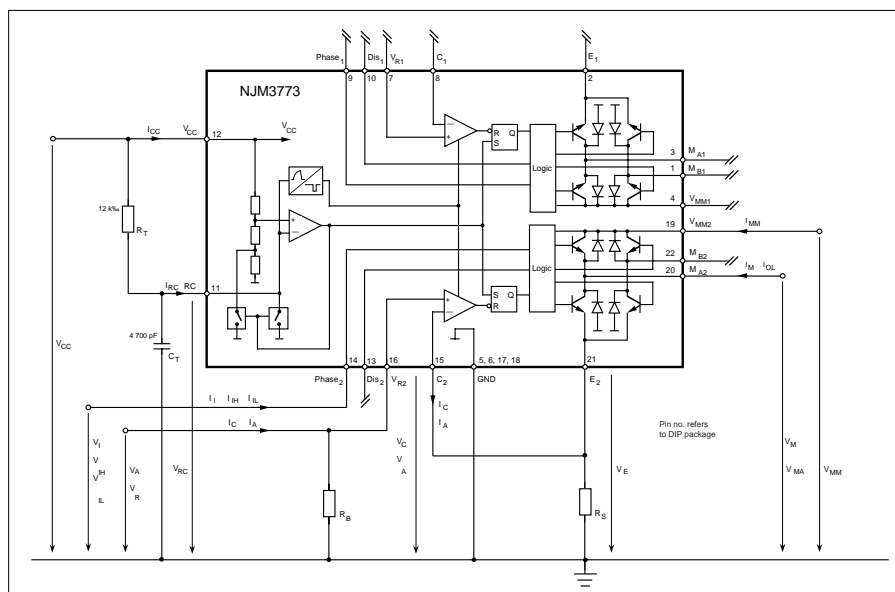 Phase1 Dis1 VR1 C1 E1
9 10 7 8 2
NJM3773
ICC VCC 12 VCC
R Q
S
Logic
3 MA1
1 MB1
4 VMM1
12 k‰
RT
19 VMM2 IMM
22 MB2
Logic
20 MA2 IM IOL
IRC RC 11
S Q
R
4 700 pF
CT
VCC
14 13 16 15 5, 6, 17, 18 21
Phase2 Dis2 VR2 C2 GND E2
II IIH IIL
IC IA
IC
IA
Pin no. refers
to DIP package
VI
V
VIH
IL
VA
V
R
VRC
VC
V
A
VE
VM
VMA
VMM
RB
RS